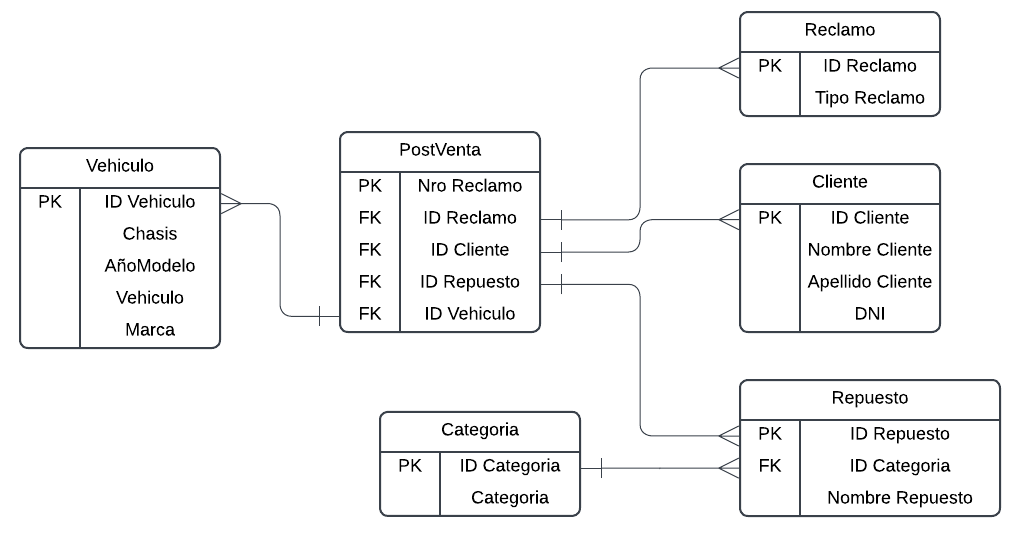 Reclamo
PK ID Reclamo
Tipo Reclamo
Vehiculo
PK ID Vehiculo
Chasis
AñoModelo
Vehiculo
Marca
PostVenta
PK Nro Reclamo
FK ID Reclamo
FK ID Cliente
FK ID Repuesto
FK ID Vehiculo
Cliente
PK ID Cliente
Nombre Cliente
Apellido Cliente
DNI
Categoria
PK ID Categoria
Categoria
Repuesto
PK ID Repuesto
FK ID Categoria
Nombre Repuesto